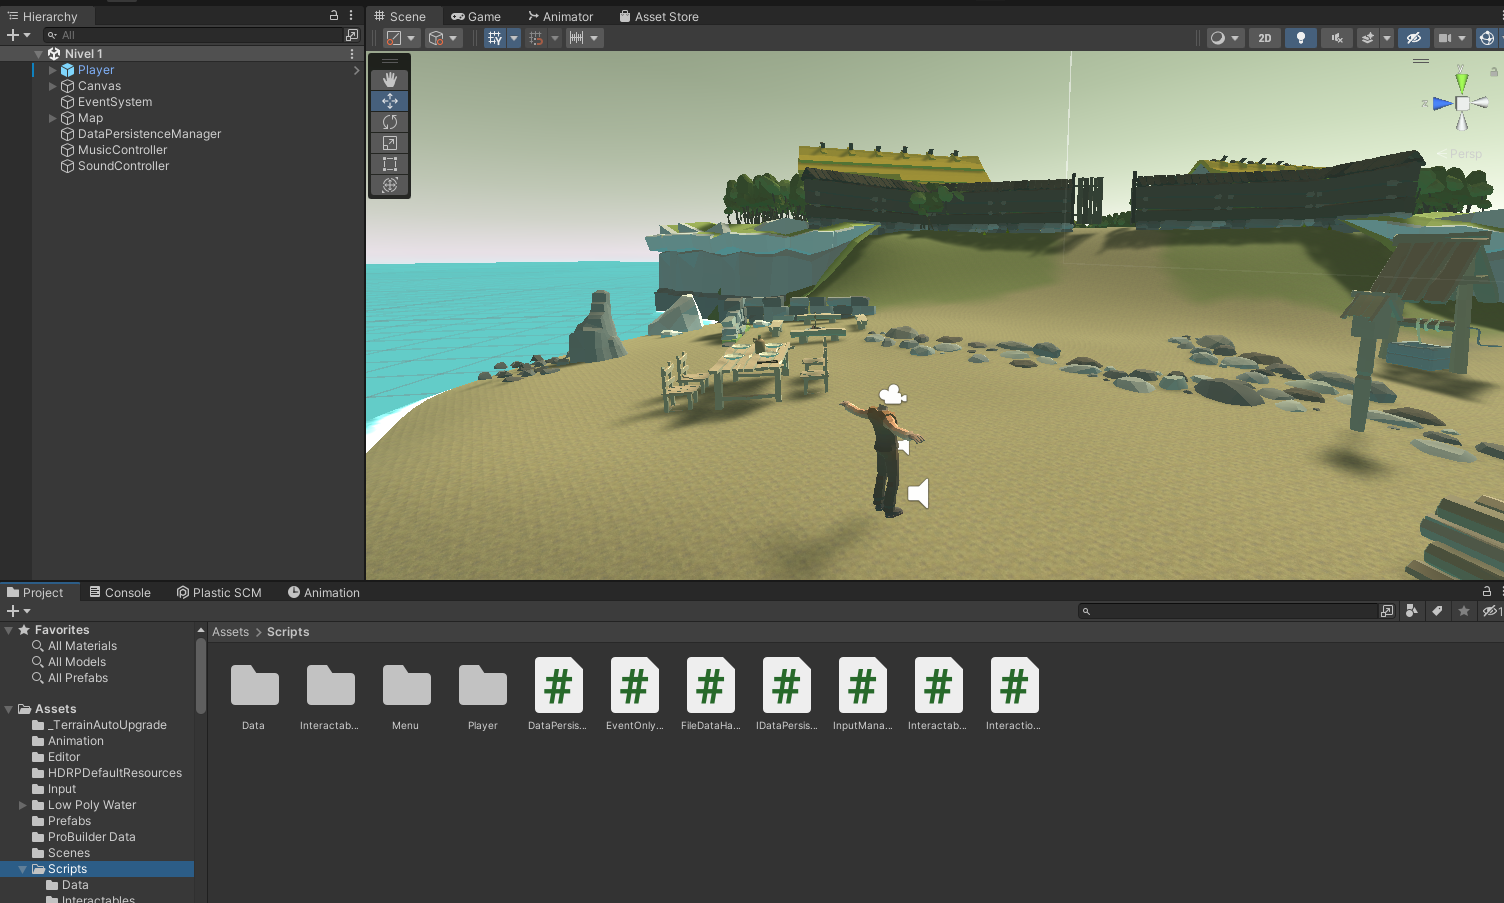 Hierarchy
All
Nivel 1
Player
Canvas
EventSystem
Map
DataPersistenceManager
MusicController
SoundController
Scene
Game
Animator
Asset Store
2D
y
z
Persp
Project
Console
Plastic SCM
Animation
Favorites
All Materials
All Models
All Prefabs
Assets
_TerrainAutoUpgrade
Animation
Editor
HDRPDefaultResources
Input
Low Poly Water
Prefabs
ProBuilder Data
Scenes
Scripts
Data
Interactables
Assets > Scripts
Data
Interactab...
Menu
Player
DataPersis...
EventOnly...
FileDataHa...
IDataPersis...
InputMana...
Interactab...
Interactio...